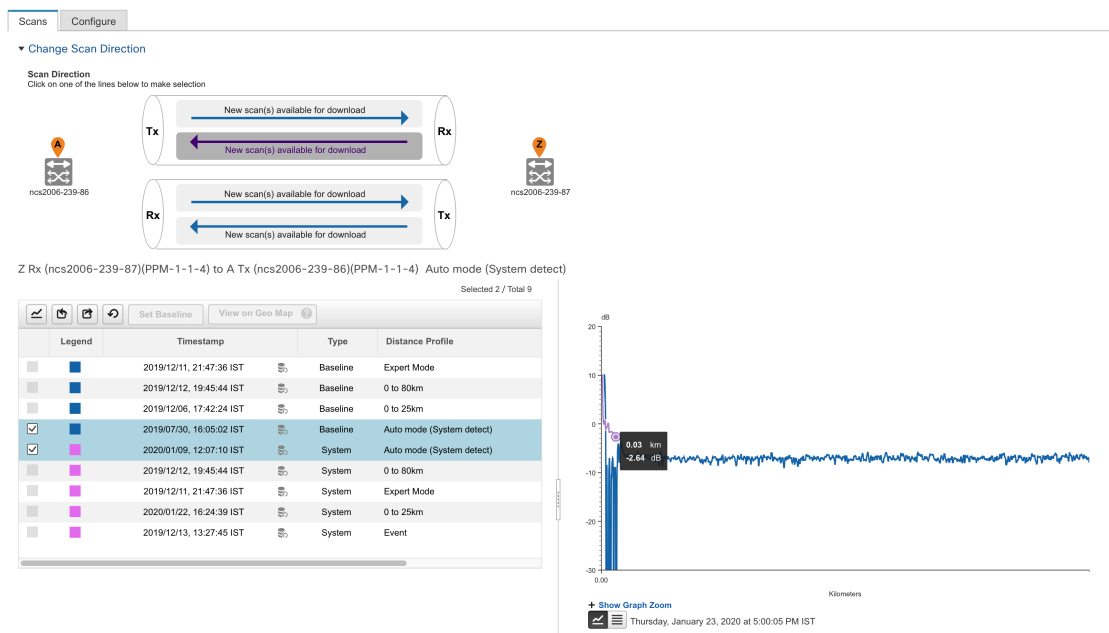 Scans Configure
Change Scan Direction
Scan Direction
Click on one of the lines below to make selection
Tx New scan(s) available for download Rx
New scan(s) available for download
A Z
ncs2006-239-86 ncs2006-239-87
Rx New scan(s) available for download Tx
New scan(s) available for download
Z Rx (ncs2006-239-87)(PPM-1-1-4) to A Tx (ncs2006-239-86)(PPM-1-1-4) Auto mode (System detect)
Selected 2 / Total 9
Set Baseline View on Geo Map ?
Legend Timestamp Type Distance Profile
2019/12/11, 21:47:36 IST Baseline Expert Mode
2019/12/12, 19:45:44 IST Baseline 0 to 80km
2019/12/06, 17:42:24 IST Baseline 0 to 25km
2019/07/30, 16:05:02 IST Baseline Auto mode (System detect)
2020/01/09, 12:07:10 IST System Auto mode (System detect)
2019/12/12, 19:45:44 IST System 0 to 80km
2019/12/11, 21:47:36 IST System Expert Mode
2020/01/22, 16:24:39 IST System 0 to 25km
2019/12/13, 13:27:45 IST System Event
dB
20
10
0
-10
-20
-30
0.03 km
-2.64 dB
0.00
Kilometers
+ Show Graph Zoom
Thursday, January 23, 2020 at 5:00:05 PM IST